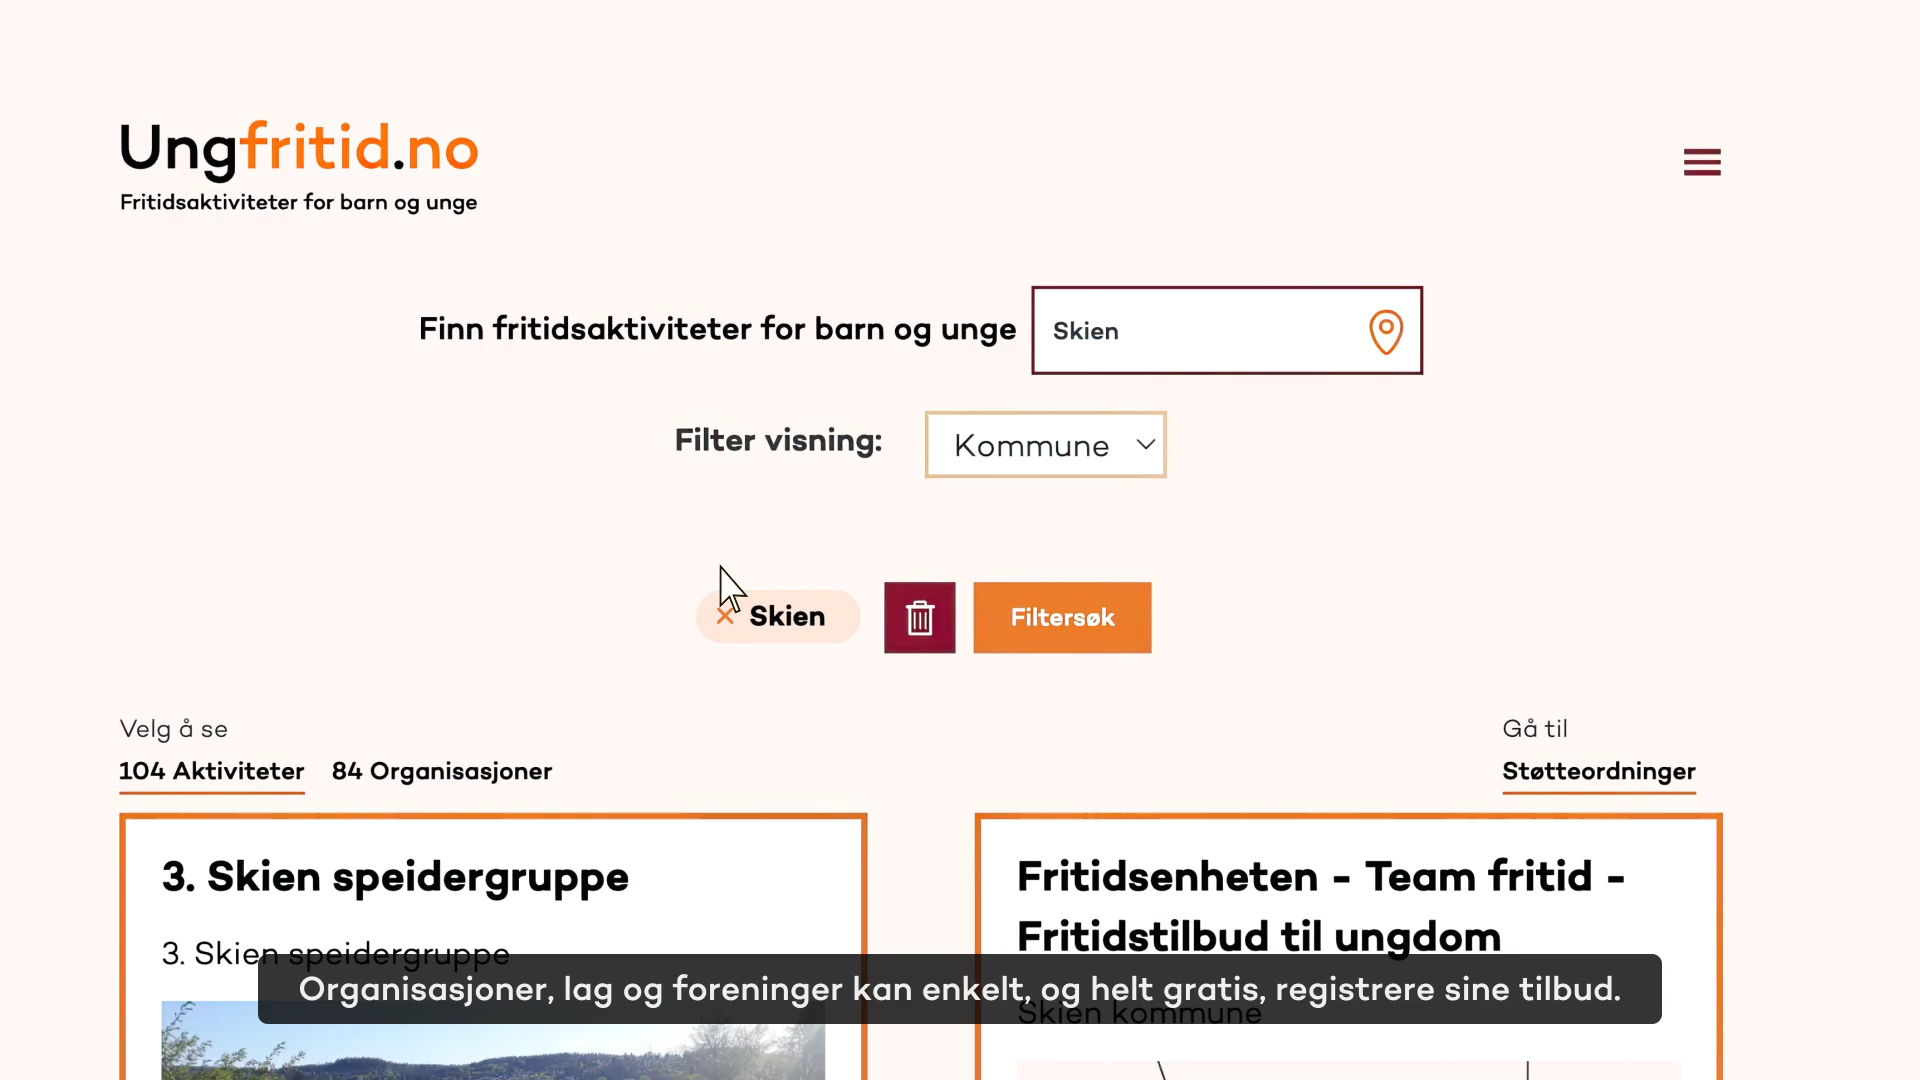 Ungfritid.no
Fritidsaktiviteter for barn og unge
Finn fritidsaktiviteter for barn og unge
Skien
Filter visning:
Kommune
Skien
Filtersøk
Velg å se
104 Aktiviteter
84 Organisasjoner
Gå til
Støtteordninger
3. Skien speidergruppe
3. Skien speidergruppe
Fritidsenheten - Team fritid -
Fritidstilbud til ungdom
Skien kommune
Organisasjoner, lag og foreninger kan enkelt, og helt gratis, registrere sine tilbud.